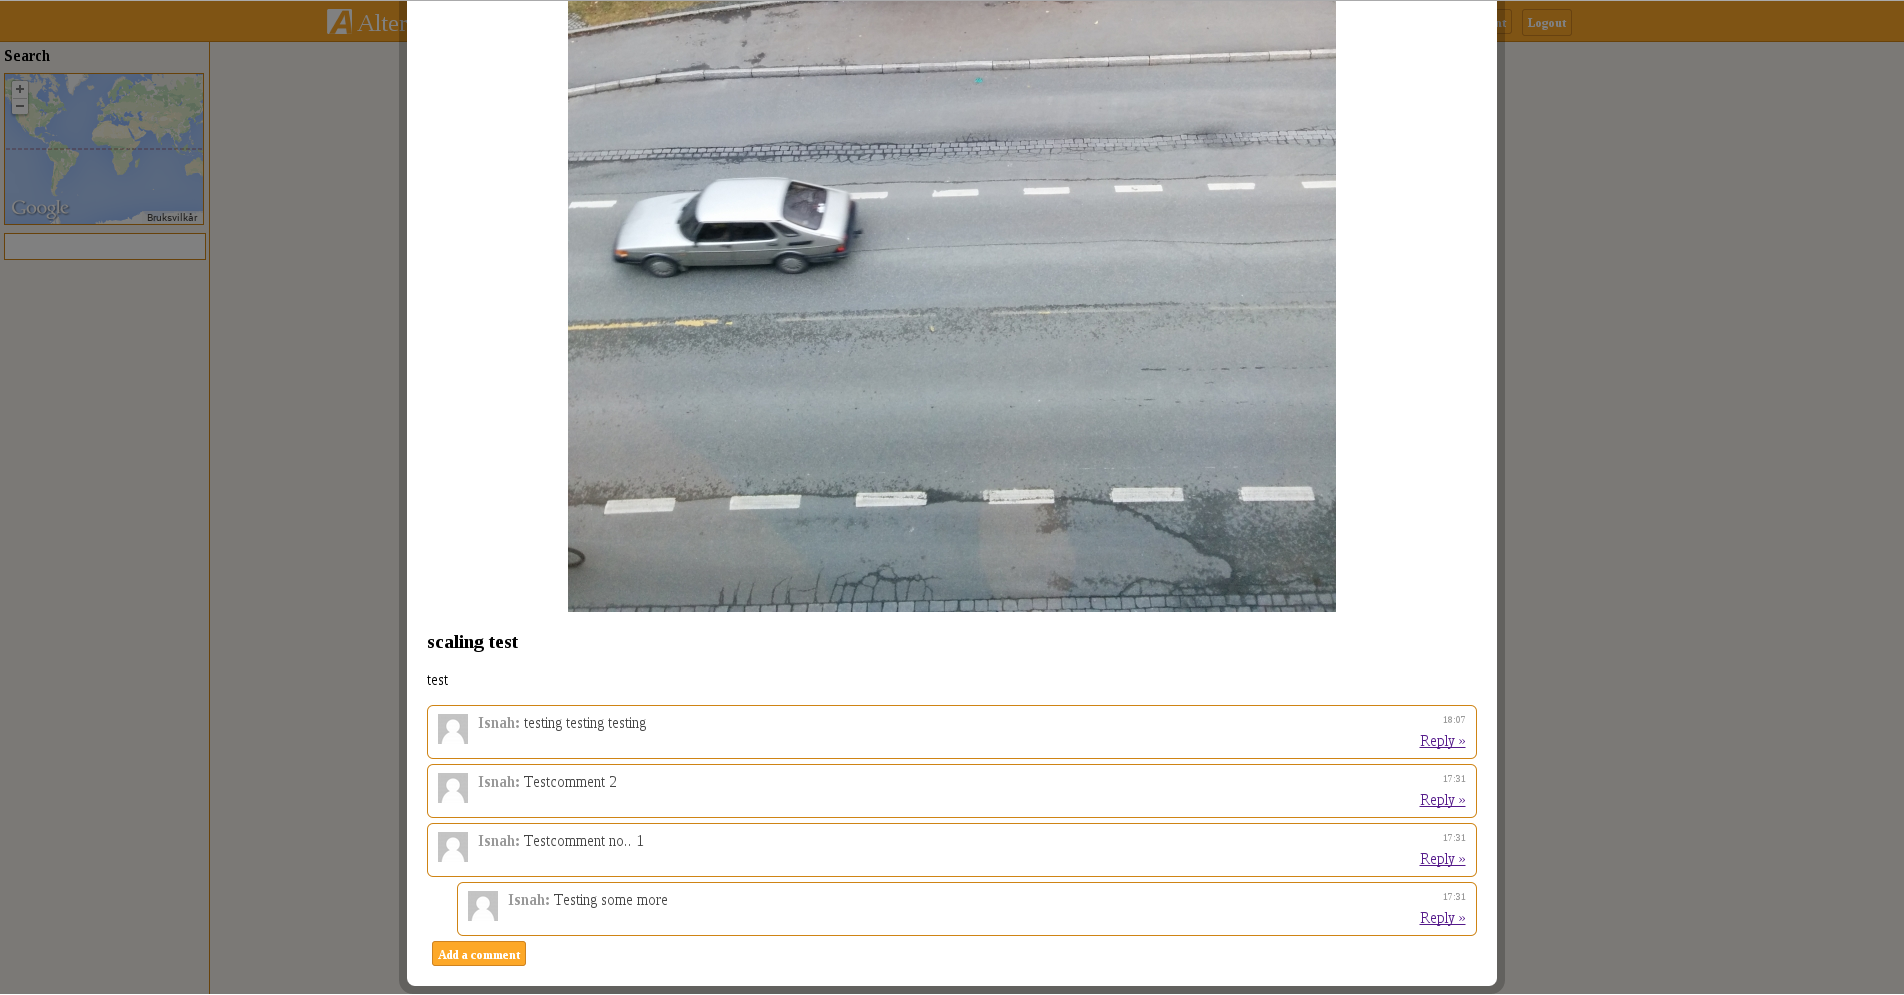 Alter
Logout
Search
+
−
Google
Bruksvilkår
scaling test
test
Isnah: testing testing testing
18:07
Reply »
Isnah: Testcomment 2
17:31
Reply »
Isnah: Testcomment no.. 1
17:31
Reply »
Isnah: Testing some more
17:31
Reply »
Add a comment